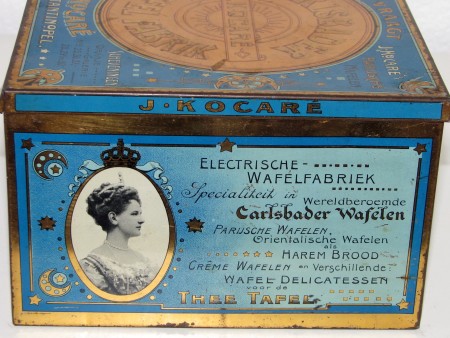 J·KOCARÉ
ELECTRISCHE-
WAFELFABRIEK
Specialiteit in Wereldberoemde
Carlsbader Wafelen
PARIJSCHE WAFELEN,
Orientalische Wafelen
als
HAREM BROOD
CRÊME WAFELEN en Verschillende
WAFEL-DELICATESSEN
voor de
THEE TAFEL